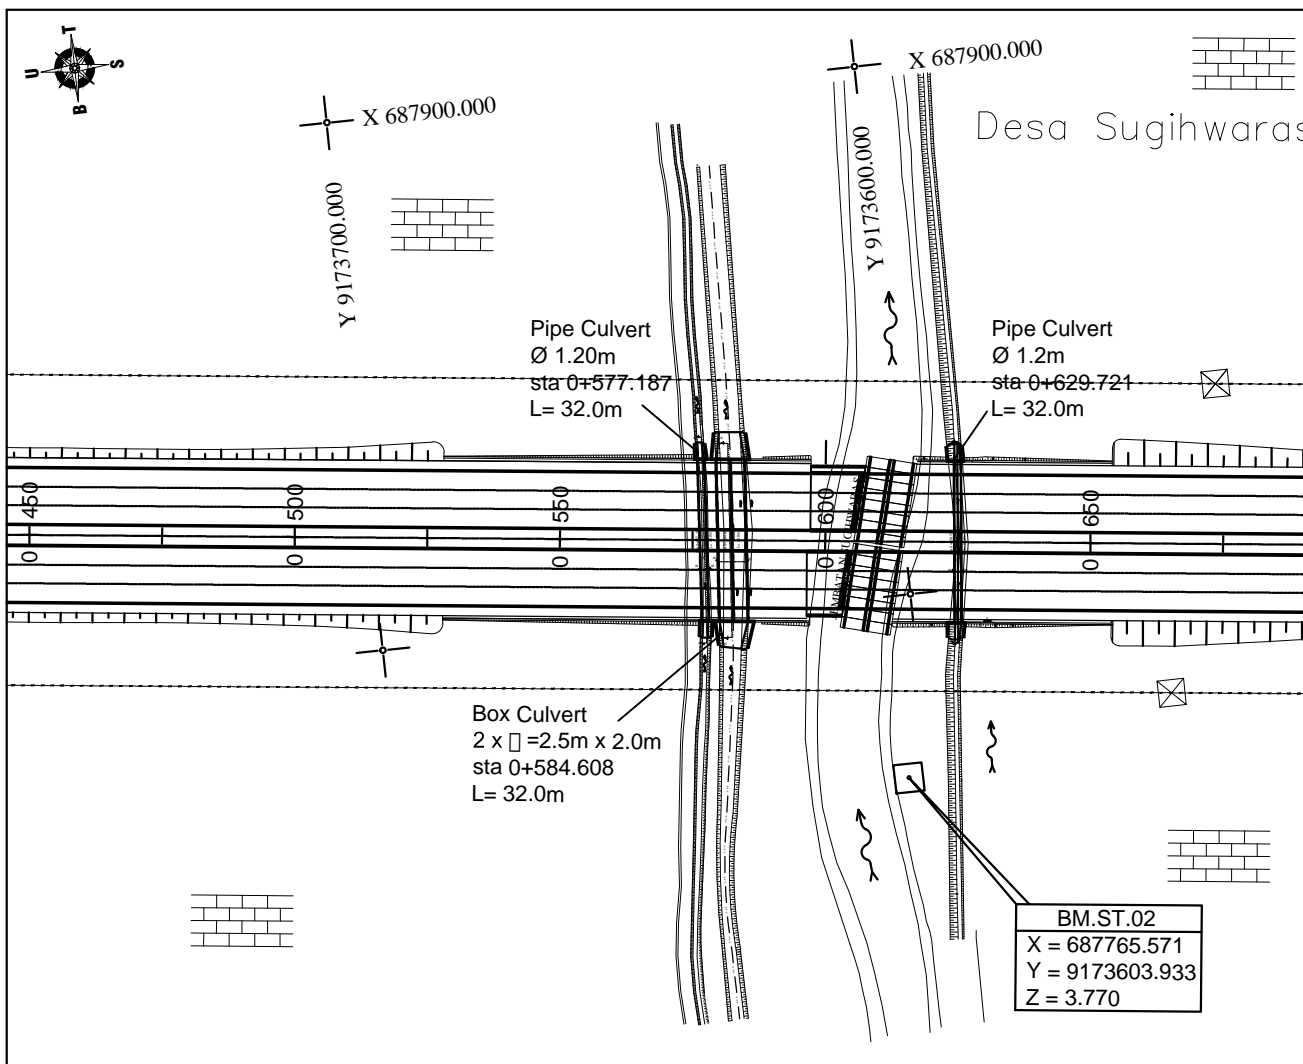 T
U
S
B
X 687900.000
X 687900.000
Desa Sugihwaras
Y 9173700.000
Y 9173600.000
Pipe Culvert
Ø 1.20m
sta 0+577.187
L= 32.0m
Pipe Culvert
Ø 1.2m
sta 0+629.721
L= 32.0m
0 450
0 500
0 550
0 600
0 650
Box Culvert
2 x ▯ =2.5m x 2.0m
sta 0+584.608
L= 32.0m
BM.ST.02
X = 687765.571
Y = 9173603.933
Z = 3.770